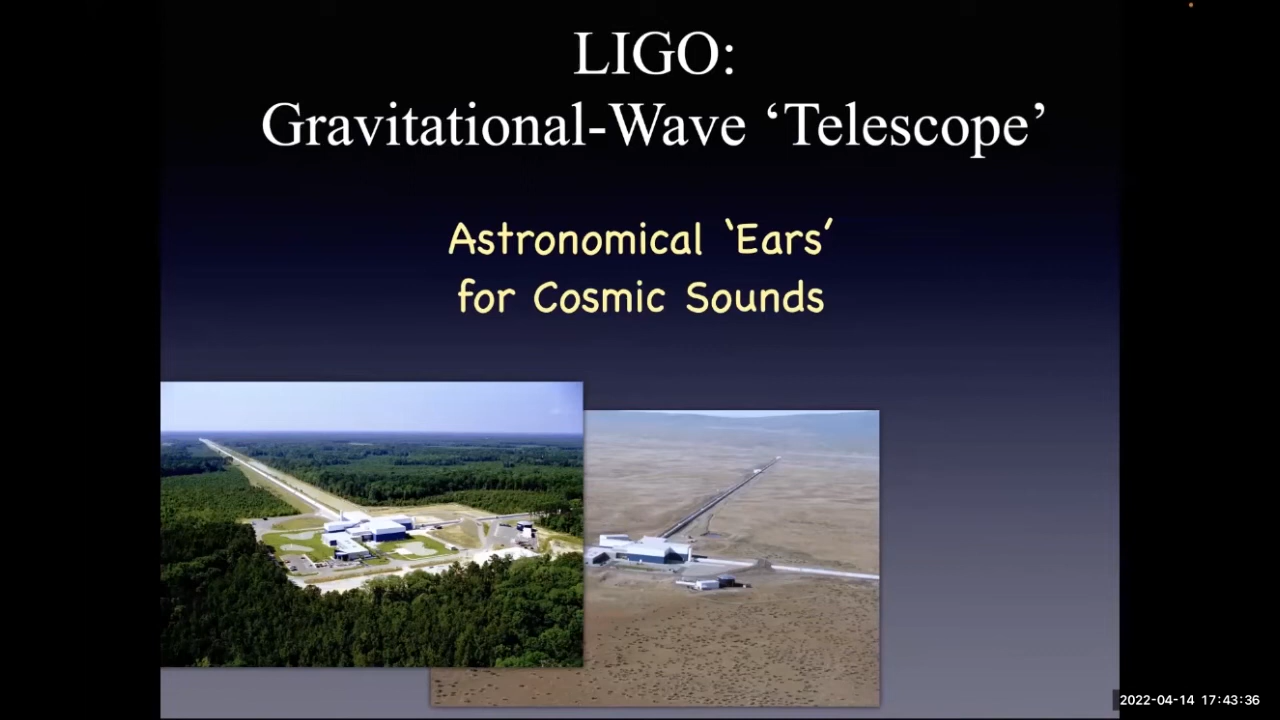 LIGO:
Gravitational-Wave ‘Telescope’
Astronomical ‘Ears’
for Cosmic Sounds
2022-04-14 17:43:36